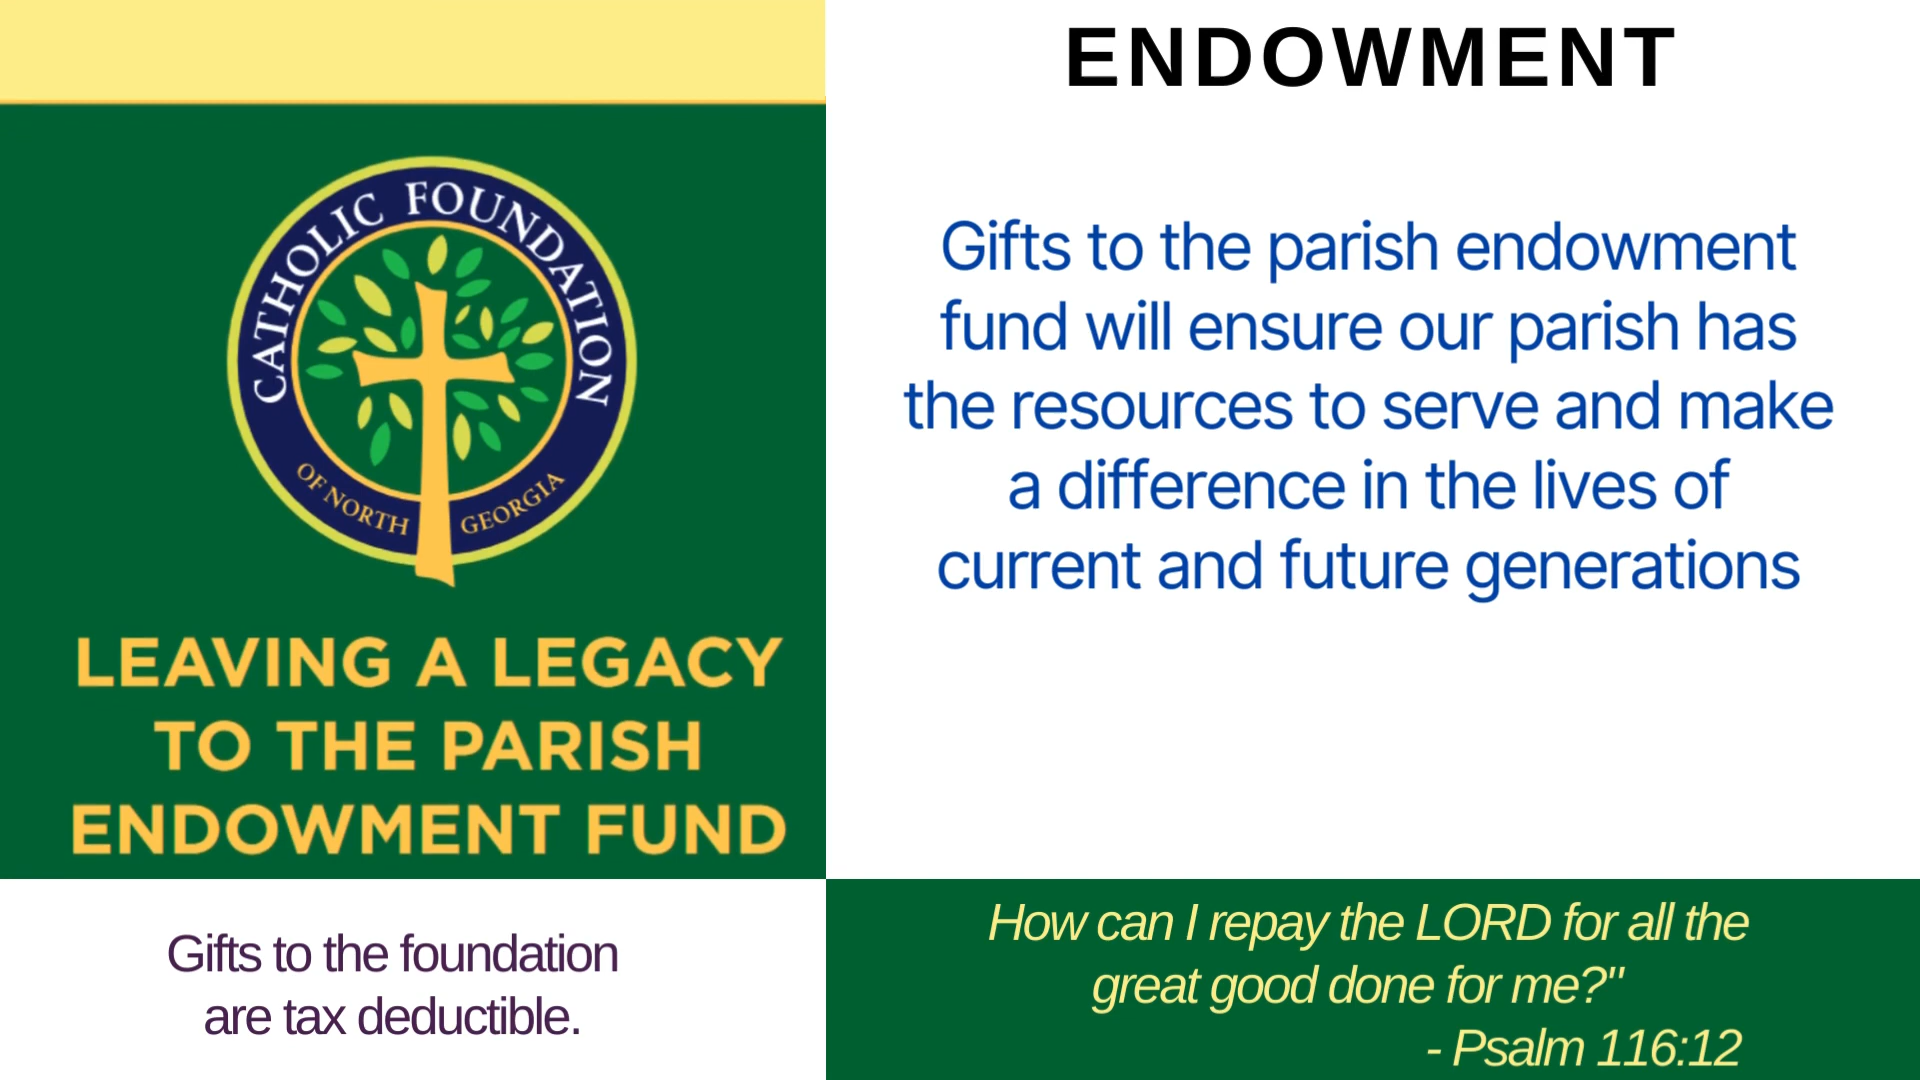 CATHOLIC FOUNDATION
OF NORTH GEORGIA
LEAVING A LEGACY
TO THE PARISH
ENDOWMENT FUND
Gifts to the foundation
are tax deductible.
ENDOWMENT
Gifts to the parish endowment
fund will ensure our parish has
the resources to serve and make
a difference in the lives of
current and future generations
How can I repay the LORD for all the
great good done for me?"
- Psalm 116:12